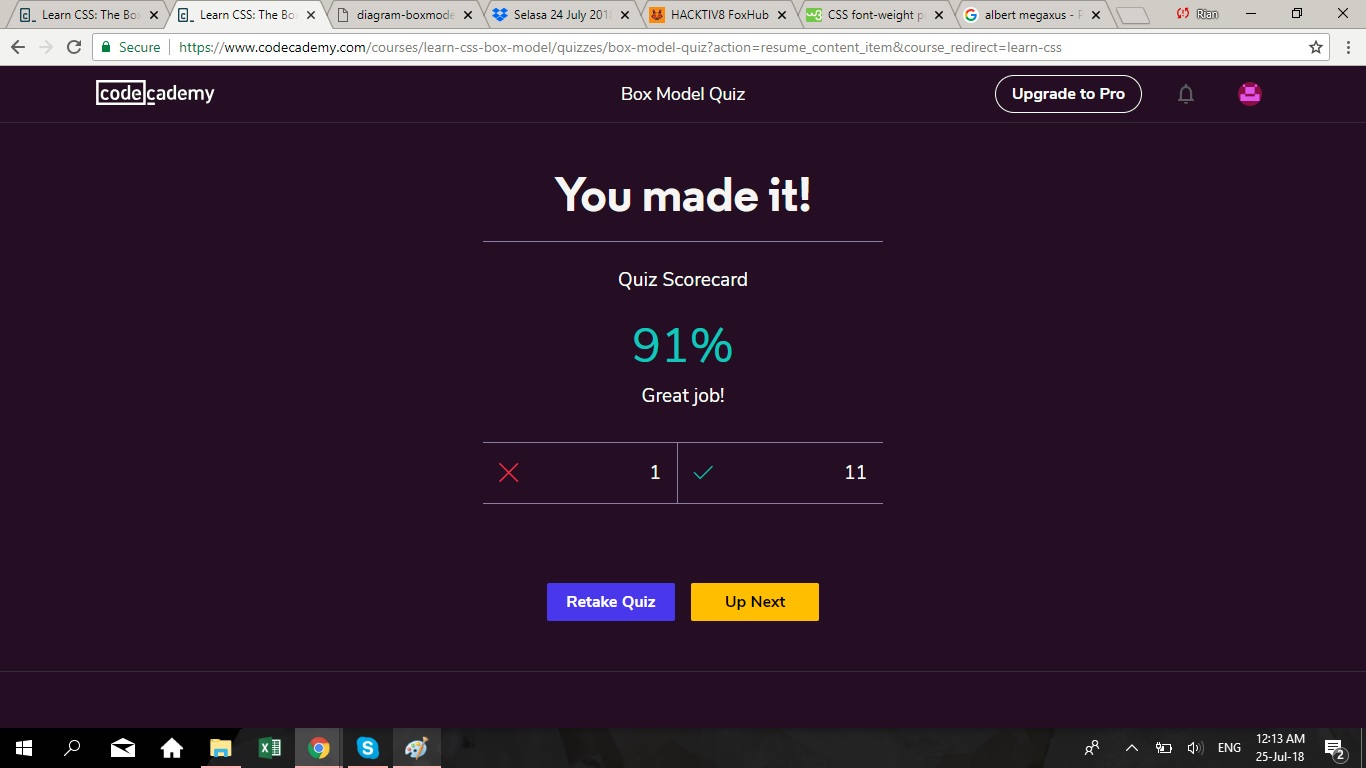 Learn CSS: The Bo
Learn CSS: The Bo
diagram-boxmode
Selasa 24 July 201
HACKTIV8 FoxHub
CSS font-weight p
albert megaxus -
Rian
Secure
https://www.codecademy.com/courses/learn-css-box-model/quizzes/box-model-quiz?action=resume_content_item&course_redirect=learn-css
codecademy
Box Model Quiz
Upgrade to Pro
You made it!
Quiz Scorecard
91%
Great job!
1
11
Retake Quiz
Up Next
ENG
12:13 AM
25-Jul-18
2